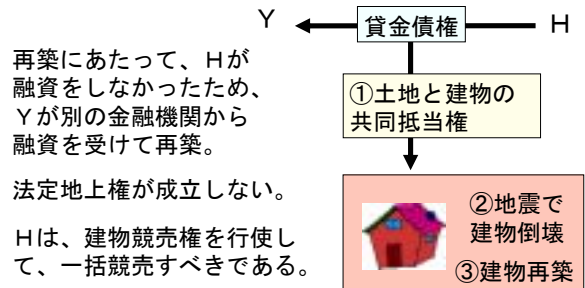 Y
貸金債権
H
再築にあたって、Hが
融資をしなかったため、
Yが別の金融機関から
融資を受けて再築。
法定地上権が成立しない。
Hは、建物競売権を行使し
て、一括競売すべきである。
①土地と建物の
共同抵当権
②地震で
建物倒壊
③建物再築